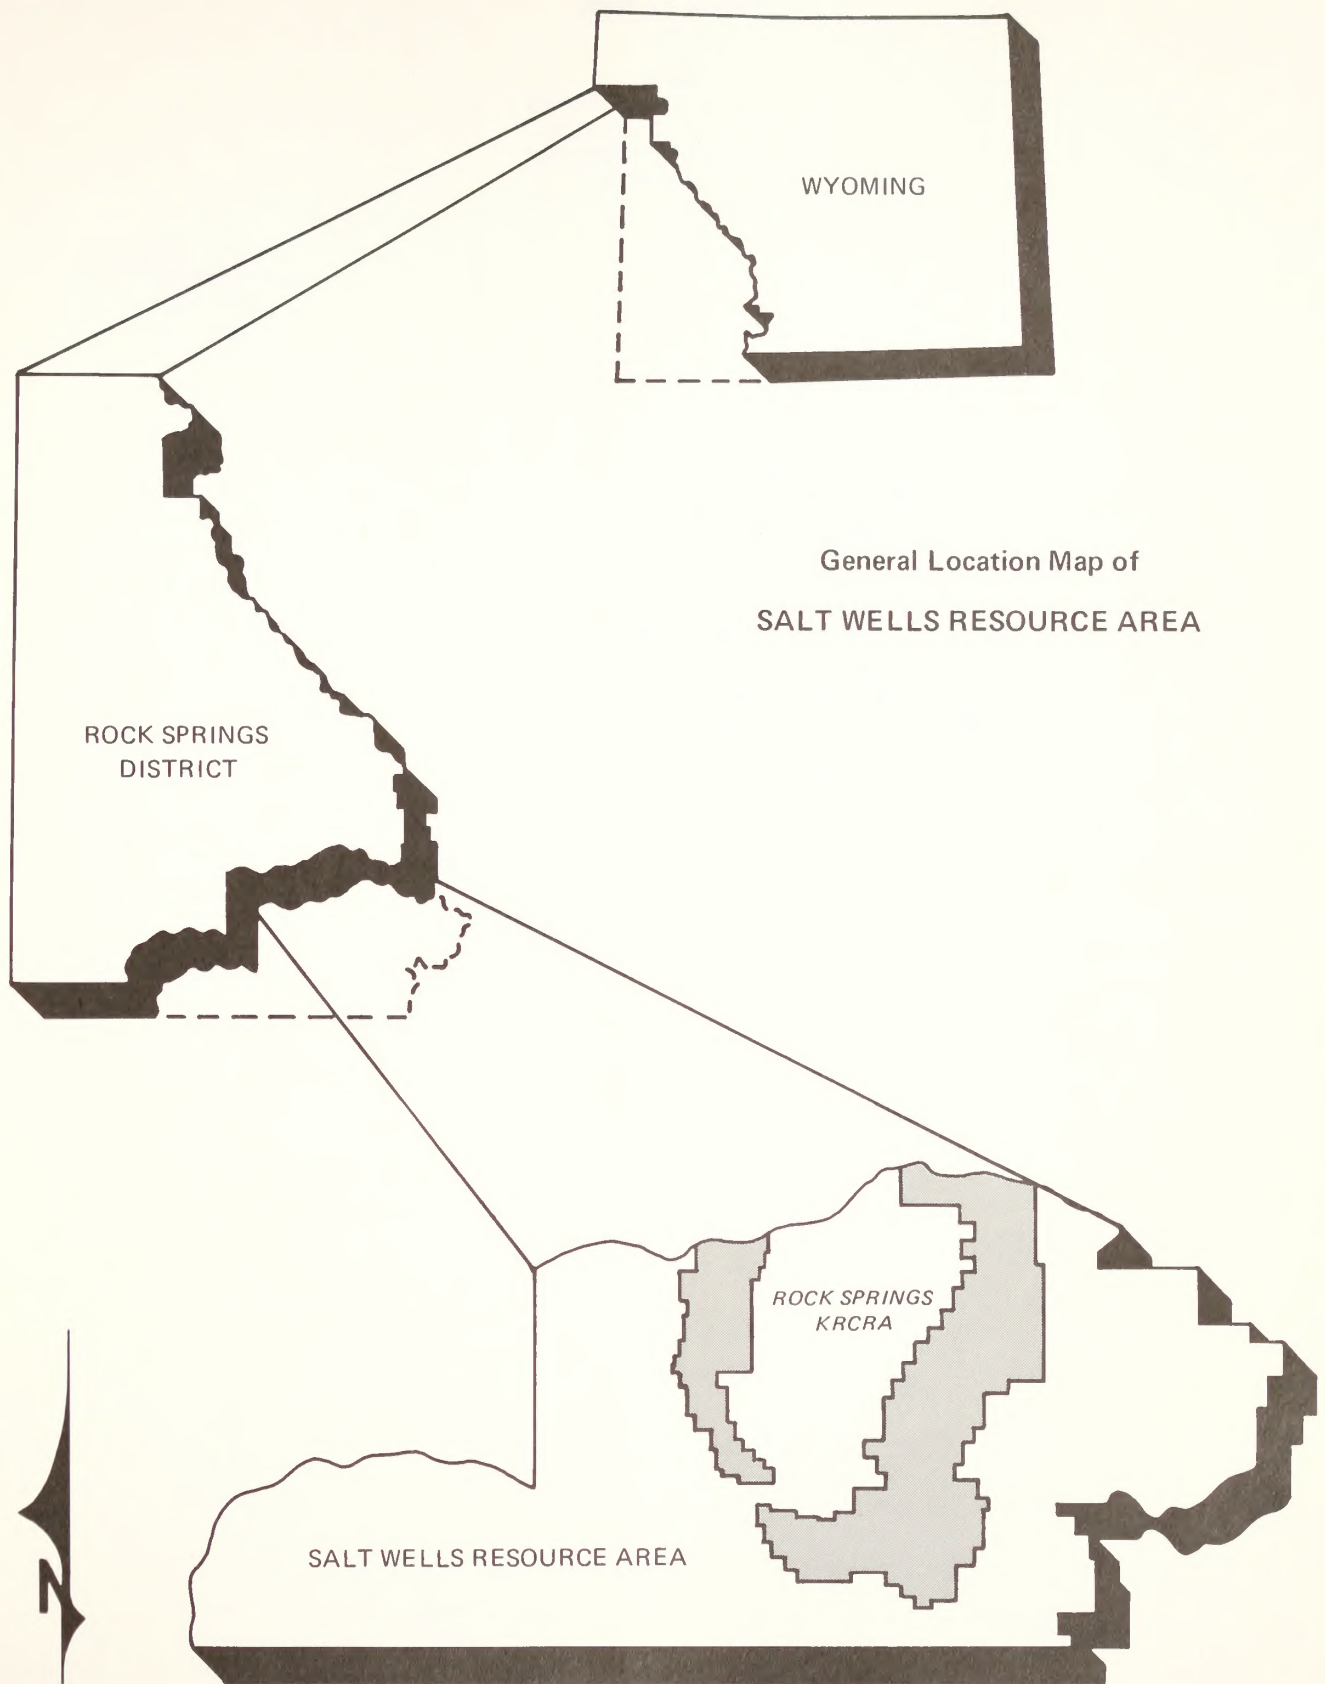 WYOMING
General Location Map of
SALT WELLS RESOURCE AREA
ROCK SPRINGS
DISTRICT
ROCK SPRINGS
KRCRA
SALT WELLS RESOURCE AREA
N